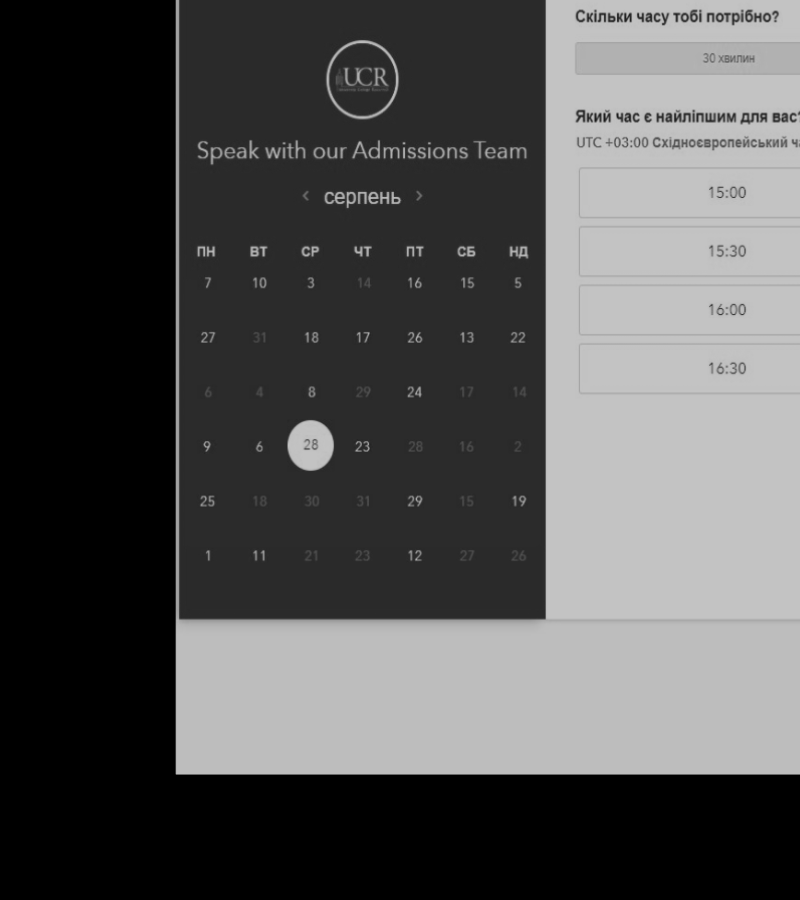 UCR
Speak with our Admissions Team
серпень
ПН ВТ СР ЧТ ПТ СБ НД
7 10 3 14 16 15 5
27 31 18 17 26 13 22
6 4 8 29 24 17 14
9 6 28 23 28 16 2
25 18 30 31 29 15 19
1 11 21 23 12 27 26
Скільки часу тобі потрібно?
30 хвилин
Який час є найліпшим для вас?
UTC +03:00 Східноєвропейський
15:00
15:30
16:00
16:30